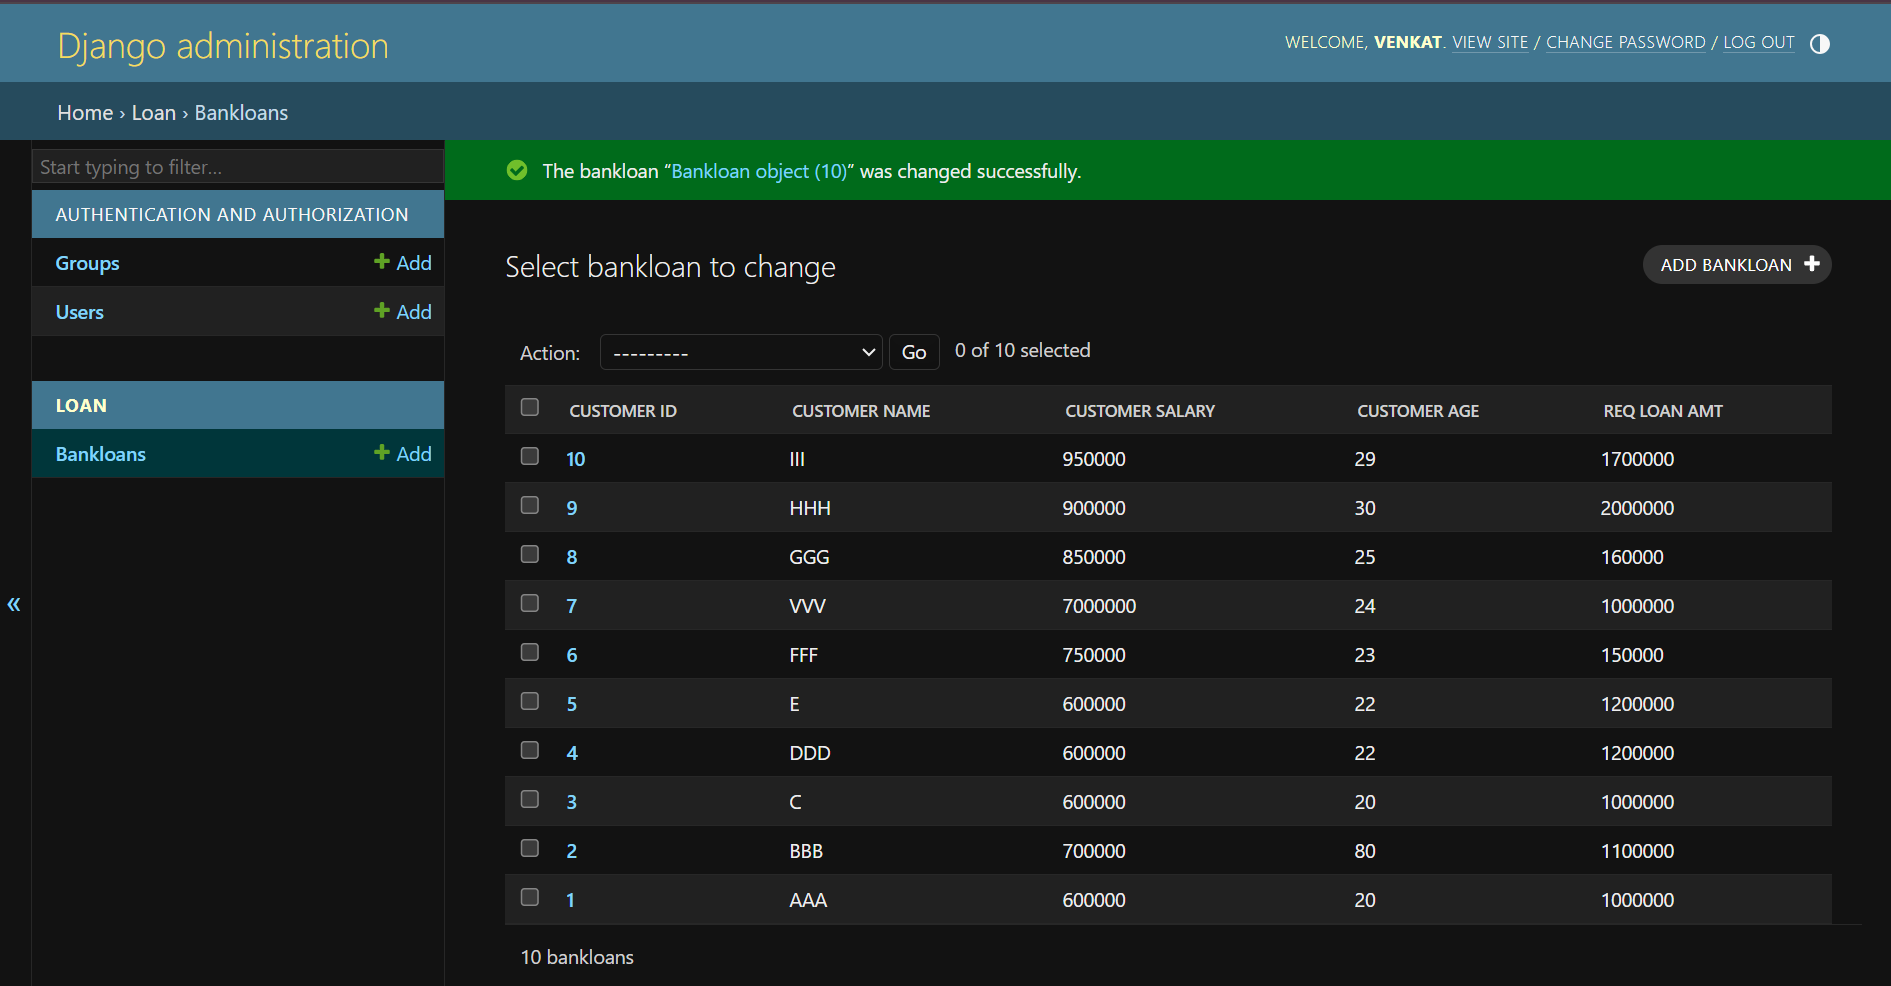 Django administration
WELCOME, VENKAT. VIEW SITE / CHANGE PASSWORD / LOG OUT
Home › Loan › Bankloans
Start typing to filter...
AUTHENTICATION AND AUTHORIZATION
Groups + Add
Users + Add
LOAN
Bankloans + Add
«
The bankloan “Bankloan object (10)” was changed successfully.
Select bankloan to change
ADD BANKLOAN +
Action: --------- Go 0 of 10 selected
CUSTOMER ID CUSTOMER NAME CUSTOMER SALARY CUSTOMER AGE REQ LOAN AMT
10 III 950000 29 1700000
9 HHH 900000 30 2000000
8 GGG 850000 25 160000
7 VVV 7000000 24 1000000
6 FFF 750000 23 150000
5 E 600000 22 1200000
4 DDD 600000 22 1200000
3 C 600000 20 1000000
2 BBB 700000 80 1100000
1 AAA 600000 20 1000000
10 bankloans